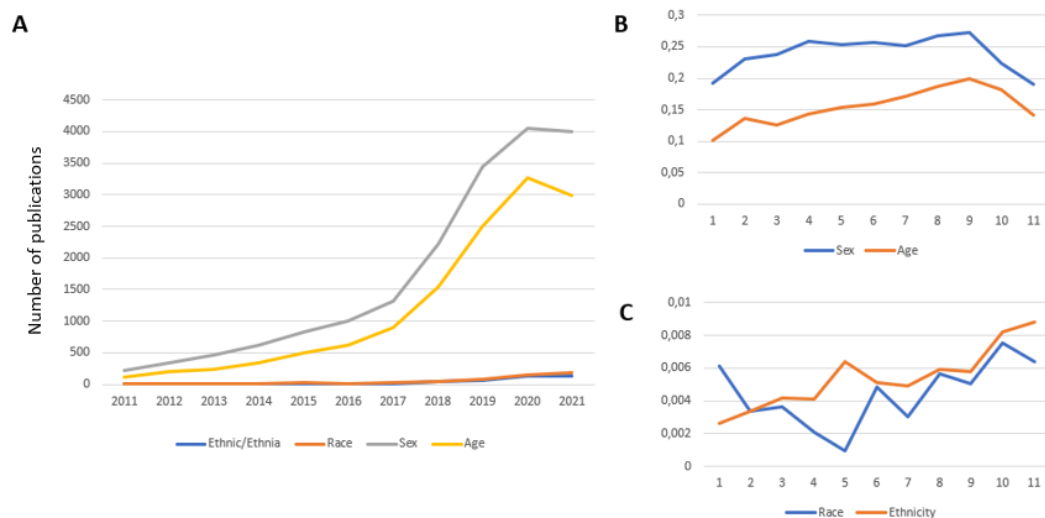 A
Number of publications
4500
4000
3500
3000
2500
2000
1500
1000
500
0
2011 2012 2013 2014 2015 2016 2017 2018 2019 2020 2021
Ethnic/Ethnia Race Sex Age
B
0,3
0,25
0,2
0,15
0,1
0,05
0
1 2 3 4 5 6 7 8 9 10 11
Sex Age
C
0,01
0,008
0,006
0,004
0,002
0
1 2 3 4 5 6 7 8 9 10 11
Race Ethnicity